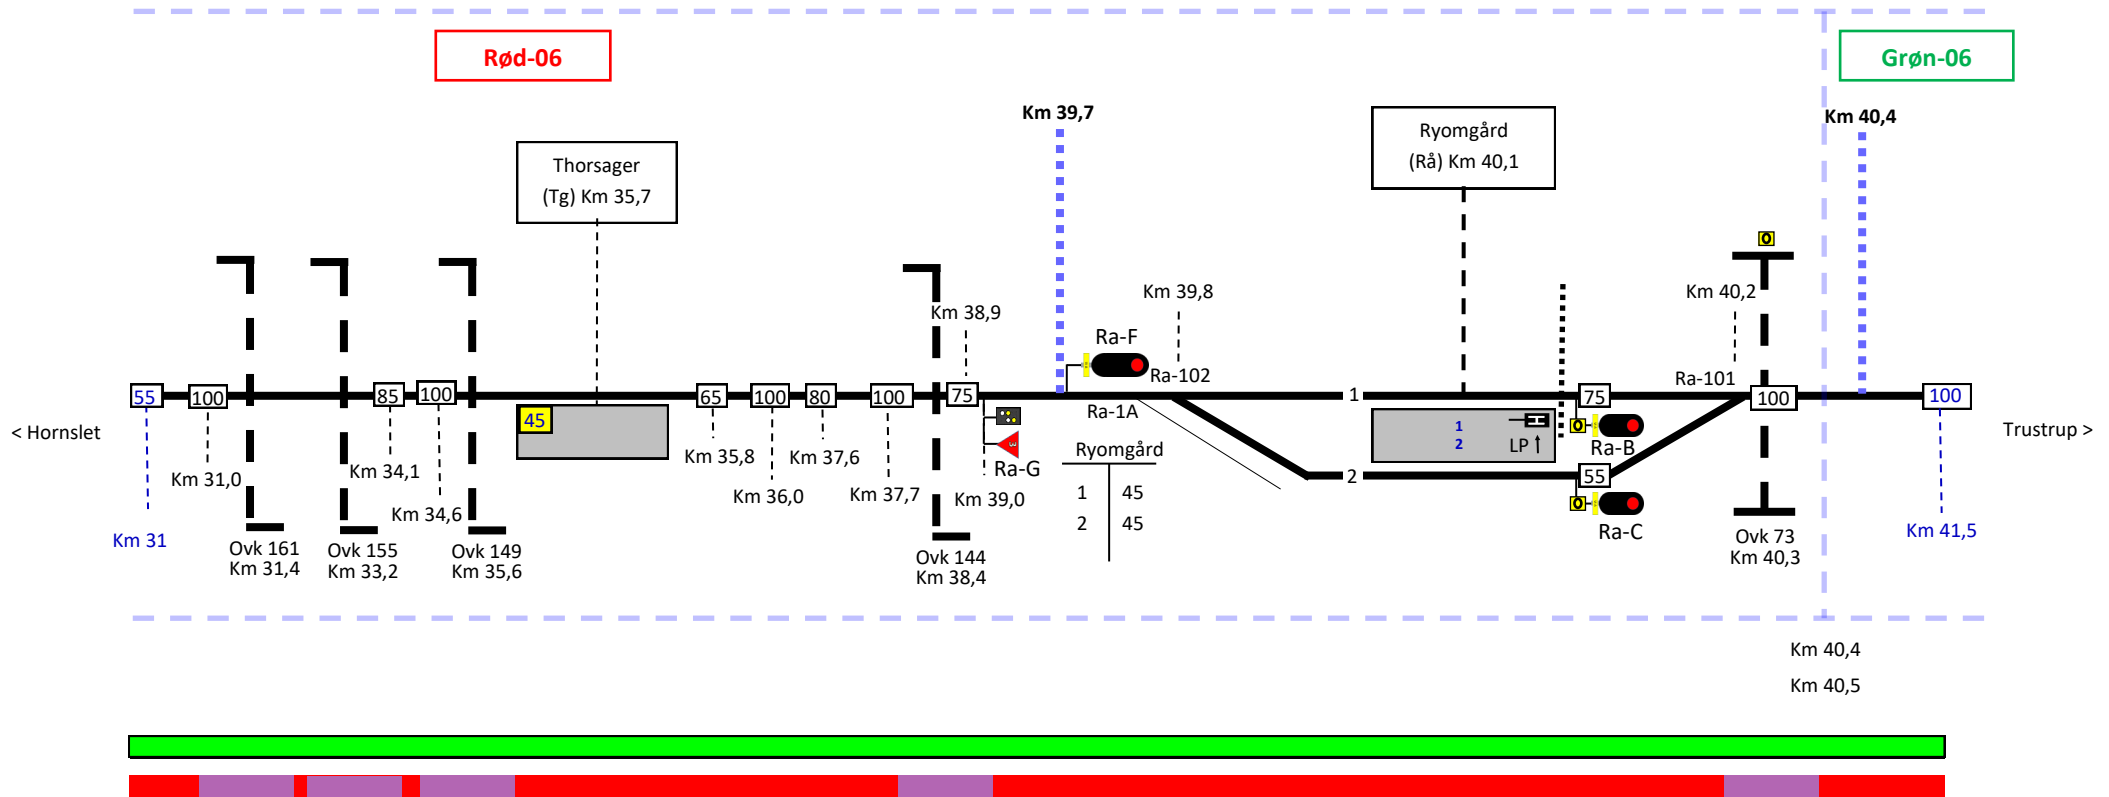 Rød-06
Grøn-06
Km 39,7
Km 40,4
Ryomgård
(Rå) Km 40,1
Thorsager
(Tg) Km 35,7
0
Km 39,8
Km 40,2
Km 38,9
Ra-F
Ra-102
Ra-101
55
100
85
100
65
100
80
100
75
1
75
100
100
45
Ra-1A
1
2
LP ↑
0
Ra-B
< Hornslet
Trustrup >
Km 31,0
Km 34,1
Km 34,6
Km 35,8
Km 36,0
Km 37,6
Km 37,7
3
Ra-G
Km 39,0
Ryomgård
1 45
2 45
2
55
0
Ra-C
Km 31
Ovk 161
Km 31,4
Ovk 155
Km 33,2
Ovk 149
Km 35,6
Ovk 144
Km 38,4
Ovk 73
Km 40,3
Km 41,5
Km 40,4
Km 40,5